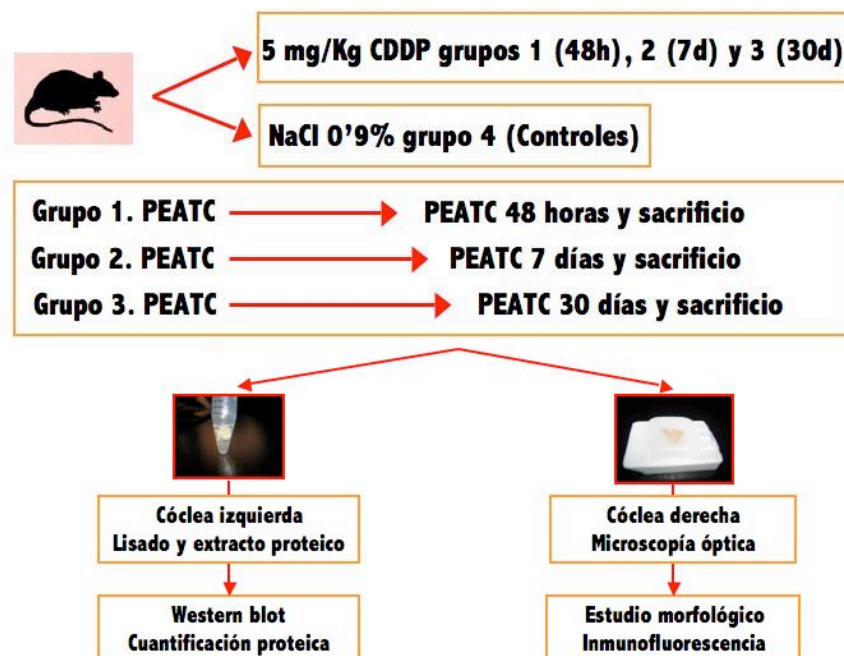 5 mg/Kg CDDP grupos 1 (48h), 2 (7d) y 3 (30d)
NaCl 0'9% grupo 4 (Controles)
Grupo 1. PEATC PEATC 48 horas y sacrificio
Grupo 2. PEATC PEATC 7 días y sacrificio
Grupo 3. PEATC PEATC 30 días y sacrificio
Cóclea izquierda
Lisado y extracto proteico
Cóclea derecha
Microscopía óptica
Western blot
Cuantificación proteica
Estudio morfológico
Inmunofluorescencia